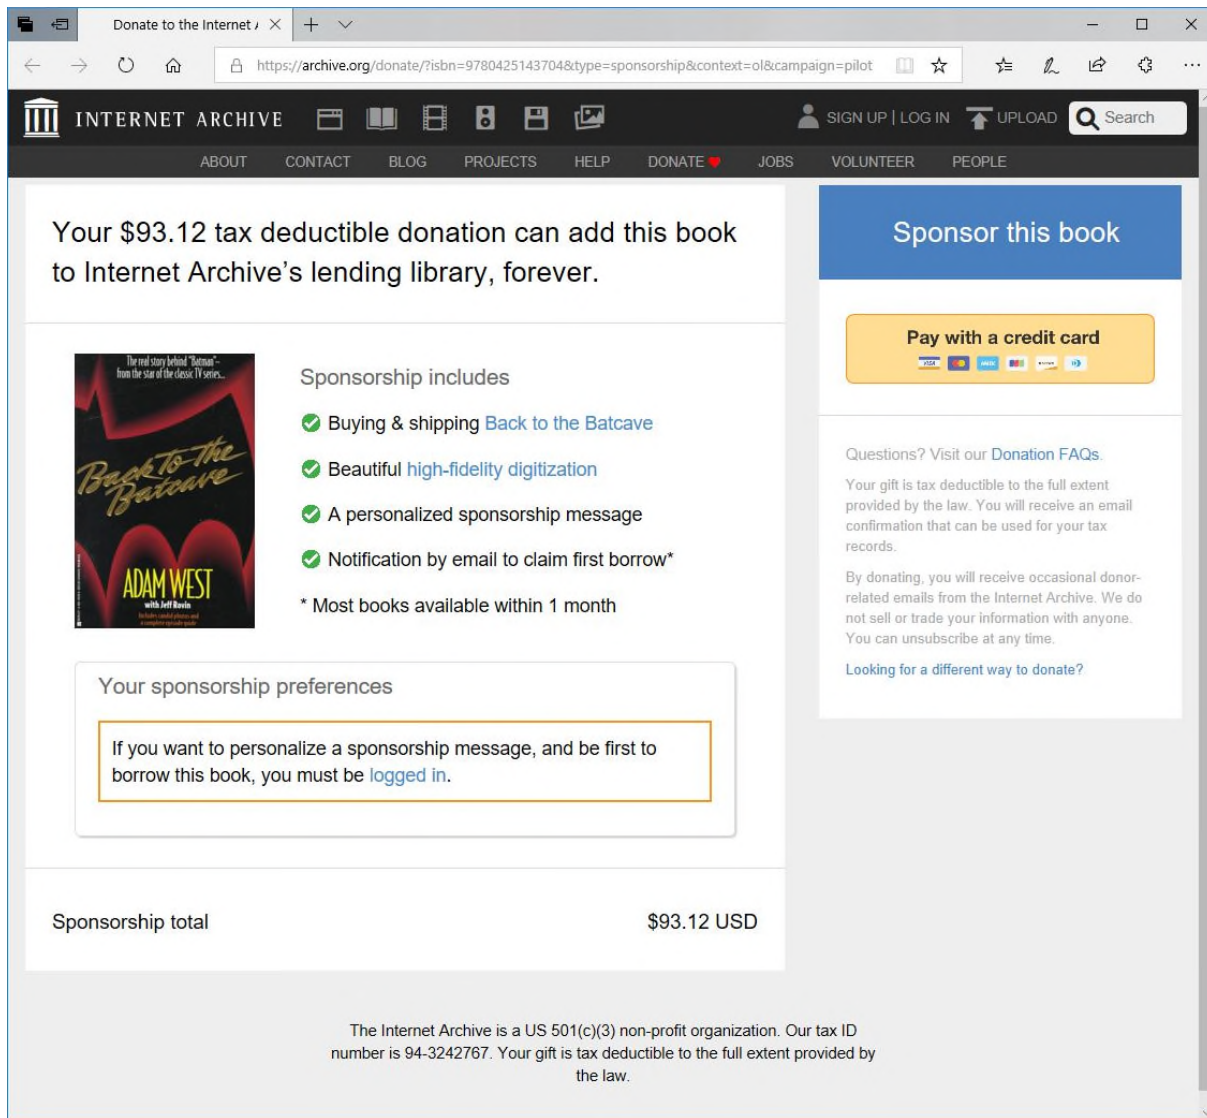 Donate to the Internet A
https://archive.org/donate/?isbn=9780425143704&type=sponsorship&context=ol&campaign=pilot
INTERNET ARCHIVE
SIGN UP | LOG IN
UPLOAD
Search
ABOUT CONTACT BLOG PROJECTS HELP DONATE JOBS VOLUNTEER PEOPLE
Your $93.12 tax deductible donation can add this book
to Internet Archive's lending library, forever.
The real story behind "Batman"–
from the star of the classic TV series...
Back To The
Batcave
ADAM WEST
with Jeff Rovin
Includes candid photos and
a complete episode guide
Sponsorship includes
Buying & shipping Back to the Batcave
Beautiful high-fidelity digitization
A personalized sponsorship message
Notification by email to claim first borrow*
* Most books available within 1 month
Your sponsorship preferences
If you want to personalize a sponsorship message, and be first to
borrow this book, you must be logged in.
Sponsorship total
$93.12 USD
Sponsor this book
Pay with a credit card
VISA
Questions? Visit our Donation FAQs.
Your gift is tax deductible to the full extent
provided by the law. You will receive an email
confirmation that can be used for your tax
records.
By donating, you will receive occasional donor-
related emails from the Internet Archive. We do
not sell or trade your information with anyone.
You can unsubscribe at any time.
Looking for a different way to donate?
The Internet Archive is a US 501(c)(3) non-profit organization. Our tax ID
number is 94-3242767. Your gift is tax deductible to the full extent provided by
the law.